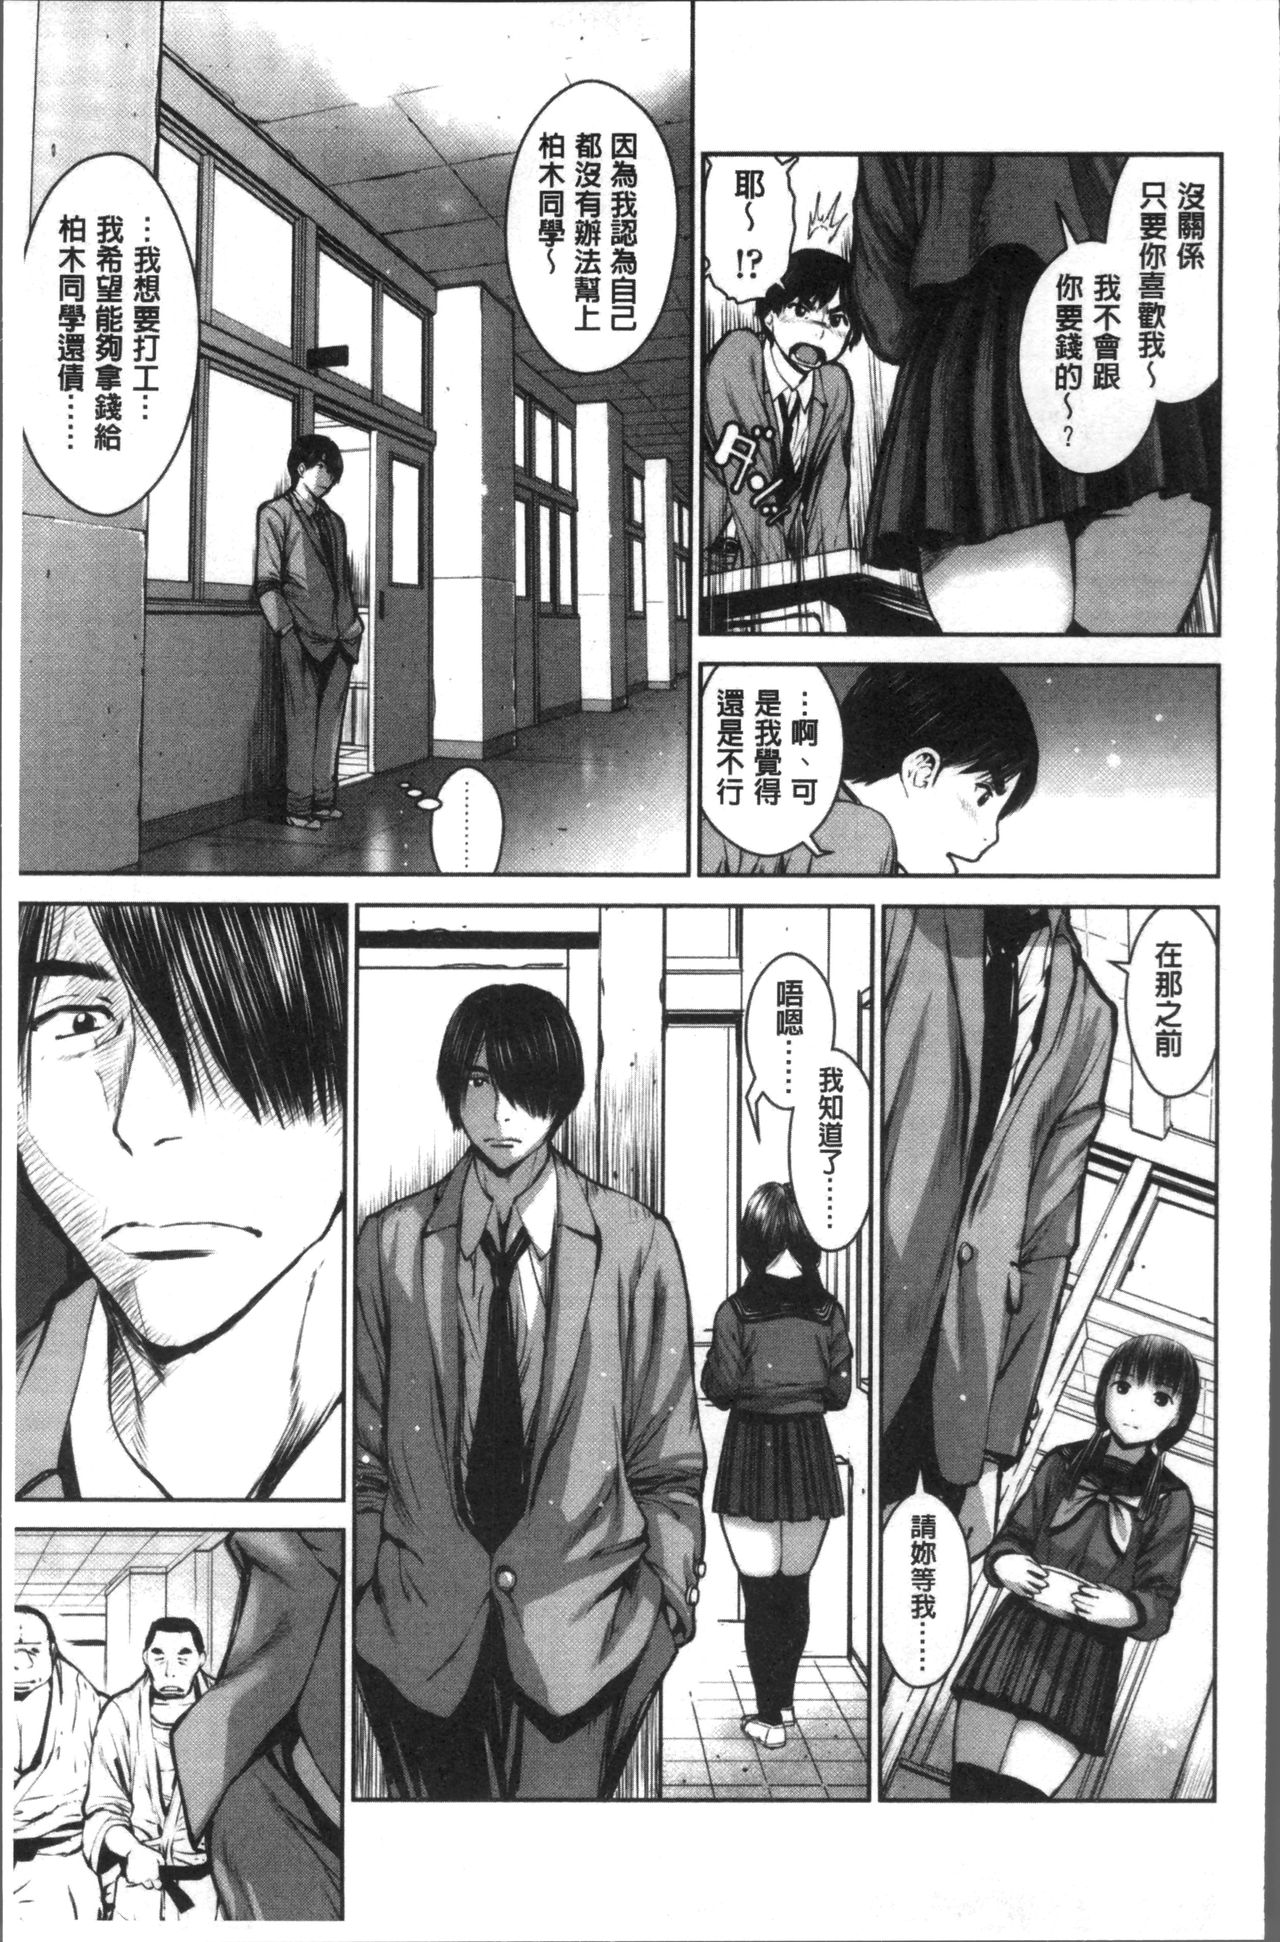 沒關係
只要你喜歡我～
我不會跟
你要錢的～？
耶～
!?
ガ
タン
…啊、可
是我覺得
還是不行
因為我認為自己
都沒有辦法幫上
柏木同學～
…我想要打工…
我希望能夠拿錢給
柏木同學還債……
………
在那之前
請妳等我……
唔嗯……
我知道了……